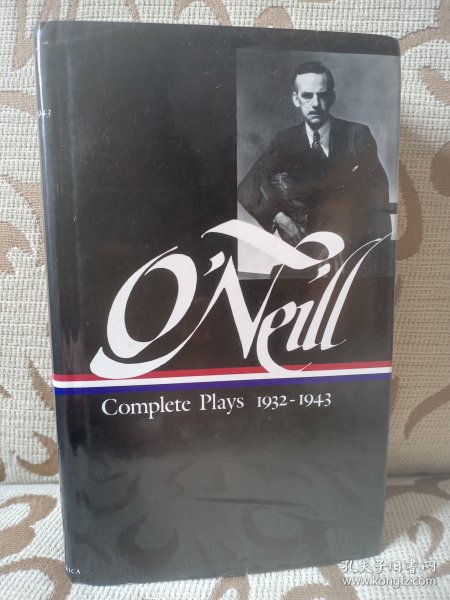 O'Neill
Complete Plays 1932-1943
孔夫子旧书网
www.kongfz.com